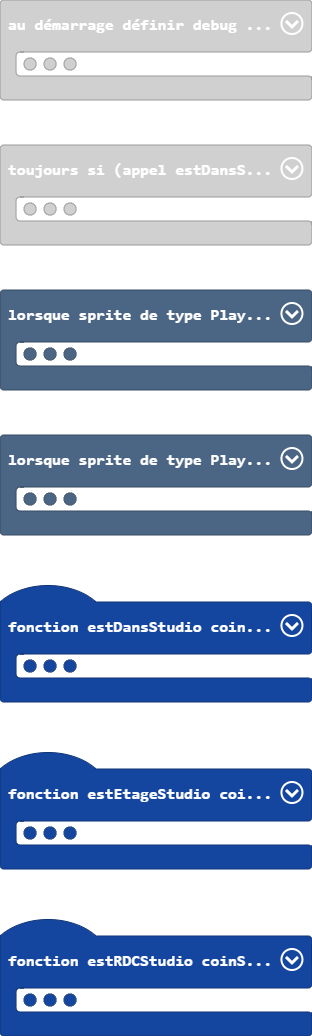 au démarrage définir debug ...
toujours si (appel estDansS...
lorsque sprite de type Play...
lorsque sprite de type Play...
fonction estDansStudio coin...
fonction estEtageStudio coi...
fonction estRDCStudio coinS...